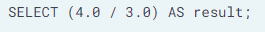 SELECT (4.0 / 3.0) AS result;